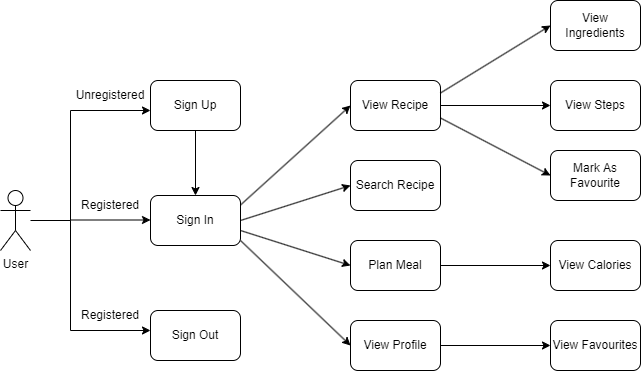 View
Ingredients
Unregistered
Sign Up
View Recipe
View Steps
Mark As
Favourite
Search Recipe
Registered
Sign In
User
Plan Meal
View Calories
Registered
Sign Out
View Profile
View Favourites